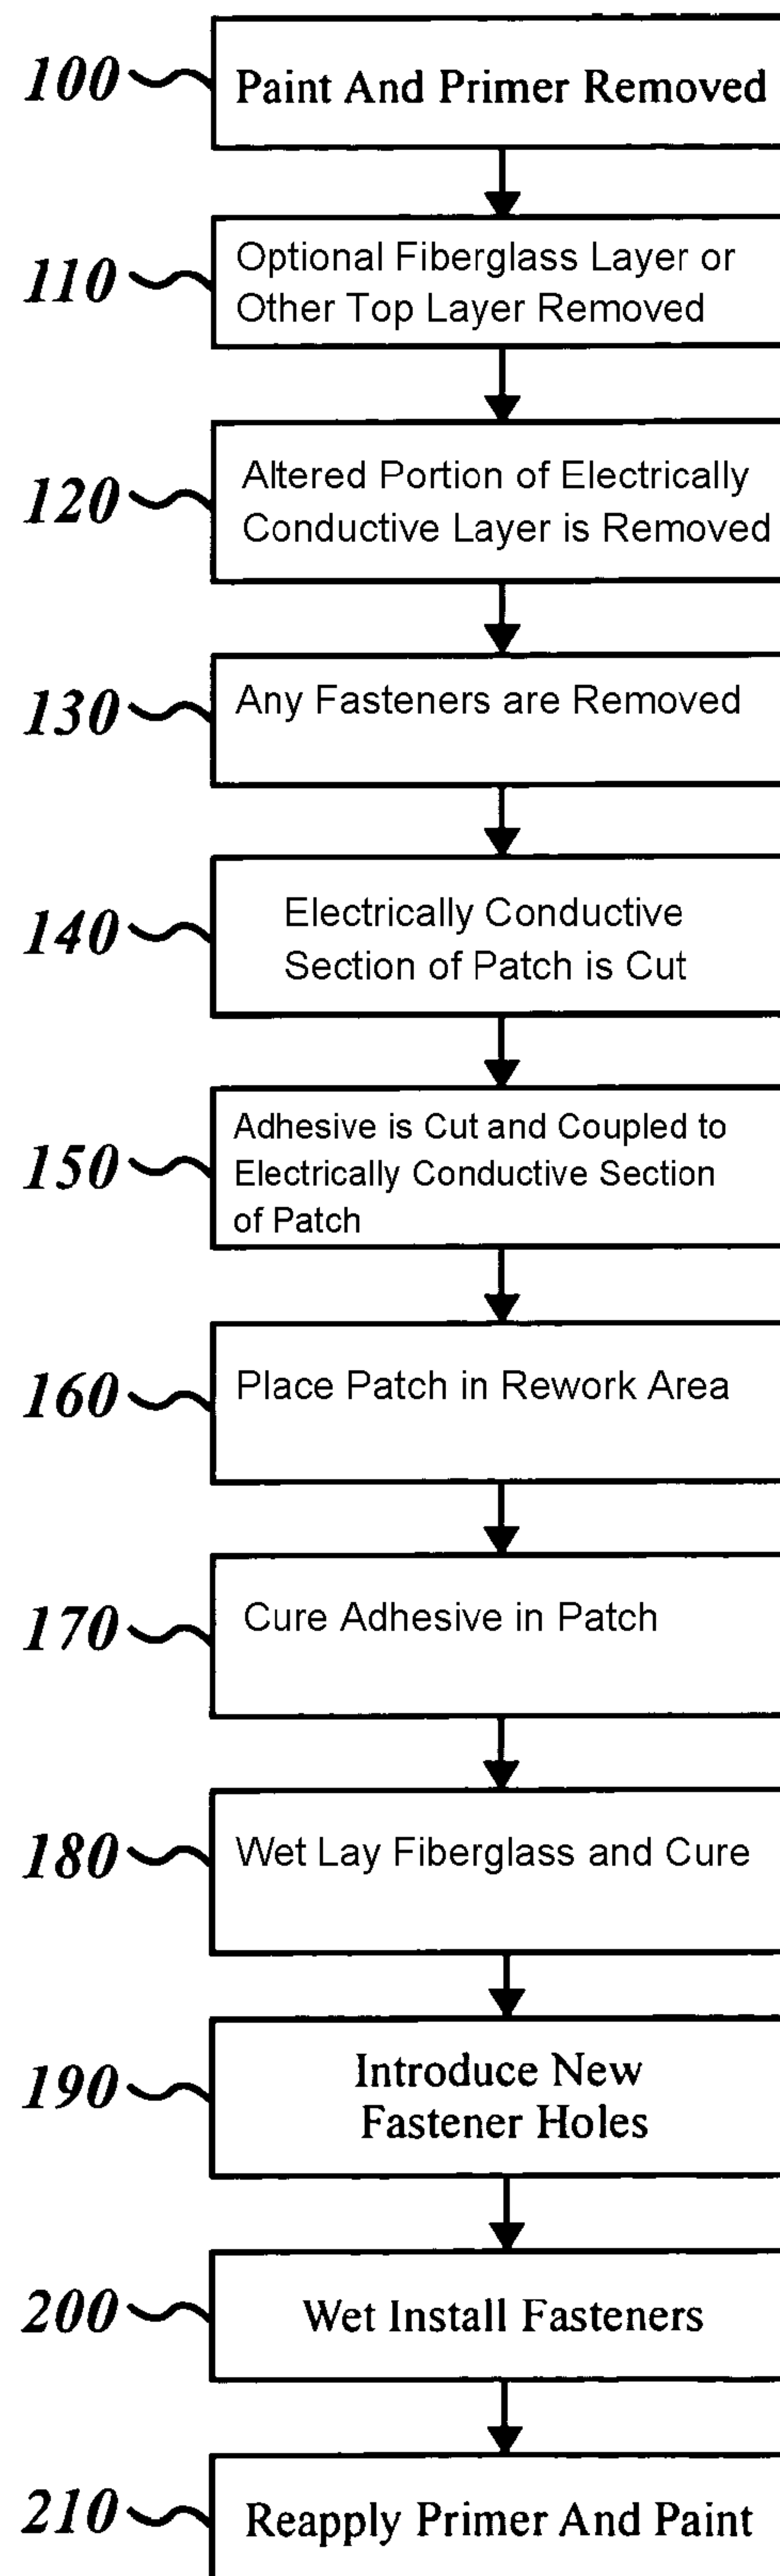 100 Paint And Primer Removed
110 Optional Fiberglass Layer or
Other Top Layer Removed
120 Altered Portion of Electrically
Conductive Layer is Removed
130 Any Fasteners are Removed
140 Electrically Conductive
Section of Patch is Cut
150 Adhesive is Cut and Coupled to
Electrically Conductive Section
of Patch
160 Place Patch in Rework Area
170 Cure Adhesive in Patch
180 Wet Lay Fiberglass and Cure
190 Introduce New
Fastener Holes
200 Wet Install Fasteners
210 Reapply Primer And Paint